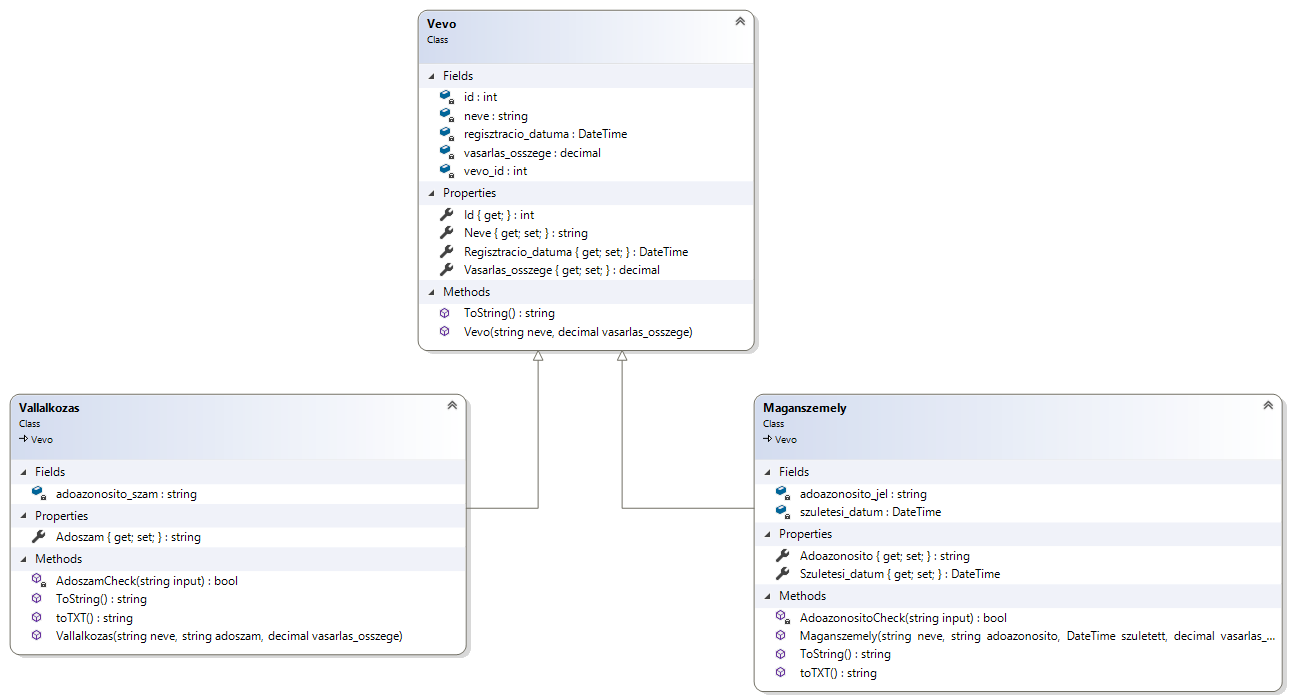 Vevo
Class
Fields
id : int
neve : string
regisztracio_datuma : DateTime
vasarlas_osszege : decimal
vevo_id : int
Properties
Id { get; } : int
Neve { get; set; } : string
Regisztracio_datuma { get; set; } : DateTime
Vasarlas_osszege { get; set; } : decimal
Methods
ToString() : string
Vevo(string neve, decimal vasarlas_osszege)
Vallalkozas
Class
Vevo
Fields
adoazonosito_szam : string
Properties
Adoszam { get; set; } : string
Methods
AdoszamCheck(string input) : bool
ToString() : string
toTXT() : string
Vallalkozas(string neve, string adoszam, decimal vasarlas_osszege)
Maganszemely
Class
Vevo
Fields
adoazonosito_jel : string
szuletesi_datum : DateTime
Properties
Adoazonosito { get; set; } : string
Szuletesi_datum { get; set; } : DateTime
Methods
AdoazonositoCheck(string input) : bool
Maganszemely(string neve, string adoazonosito, DateTime szuletett, decimal vasarlas_...
ToString() : string
toTXT() : string